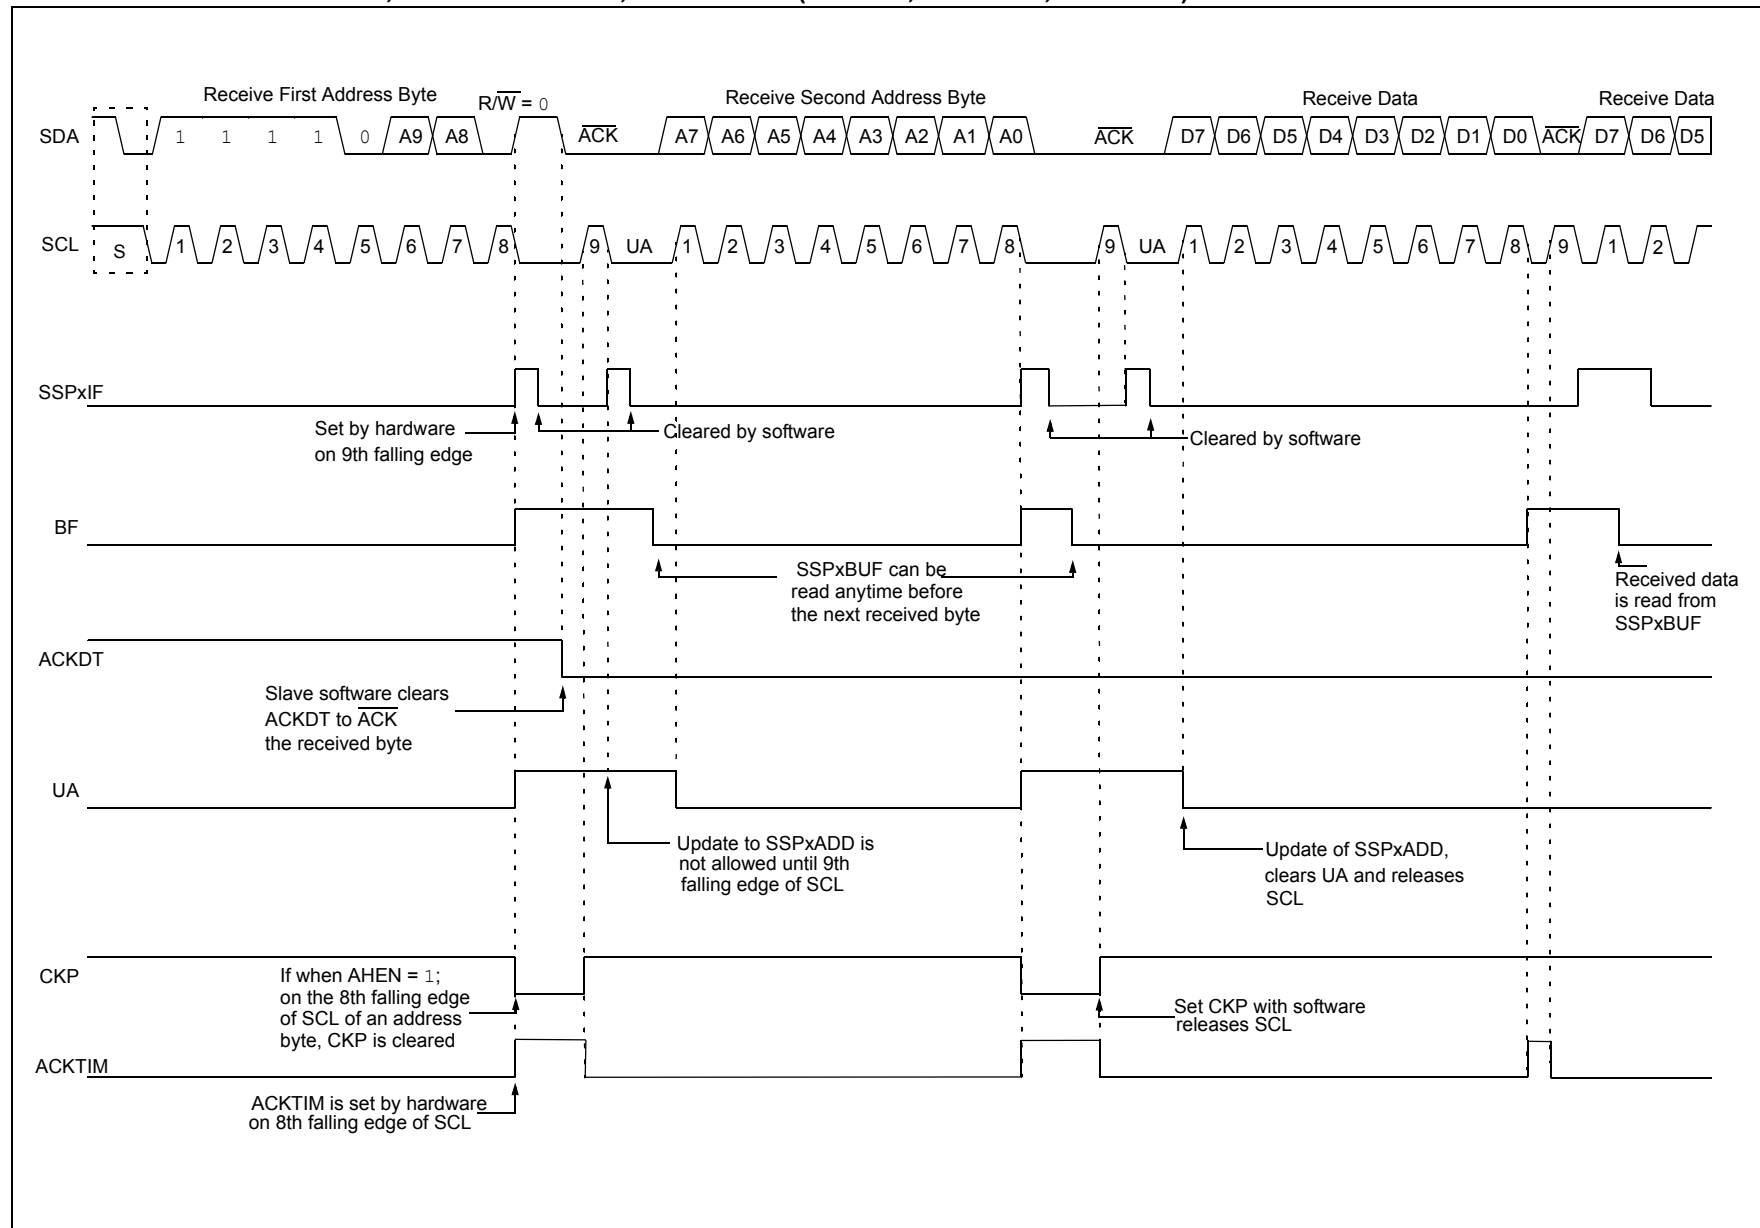 Receive First Address Byte
R/W = 0
Receive Second Address Byte
Receive Data
Receive Data
SDA
1 1 1 1 0 A9 A8
ACK
A7 A6 A5 A4 A3 A2 A1 A0
ACK
D7 D6 D5 D4 D3 D2 D1 D0
ACK
D7 D6 D5
SCL
S
1 2 3 4 5 6 7 8
9
UA
1 2 3 4 5 6 7 8
9
UA
1 2 3 4 5 6 7 8
9
1 2
SSPxIF
Set by hardware
on 9th falling edge
Cleared by software
Cleared by software
BF
SSPxBUF can be
read anytime before
the next received byte
Received data
is read from
SSPxBUF
ACKDT
Slave software clears
ACKDT to ACK
the received byte
UA
Update to SSPxADD is
not allowed until 9th
falling edge of SCL
Update of SSPxADD,
clears UA and releases
SCL
CKP
If when AHEN = 1;
on the 8th falling edge
of SCL of an address
byte, CKP is cleared
Set CKP with software
releases SCL
ACKTIM
ACKTIM is set by hardware
on 8th falling edge of SCL